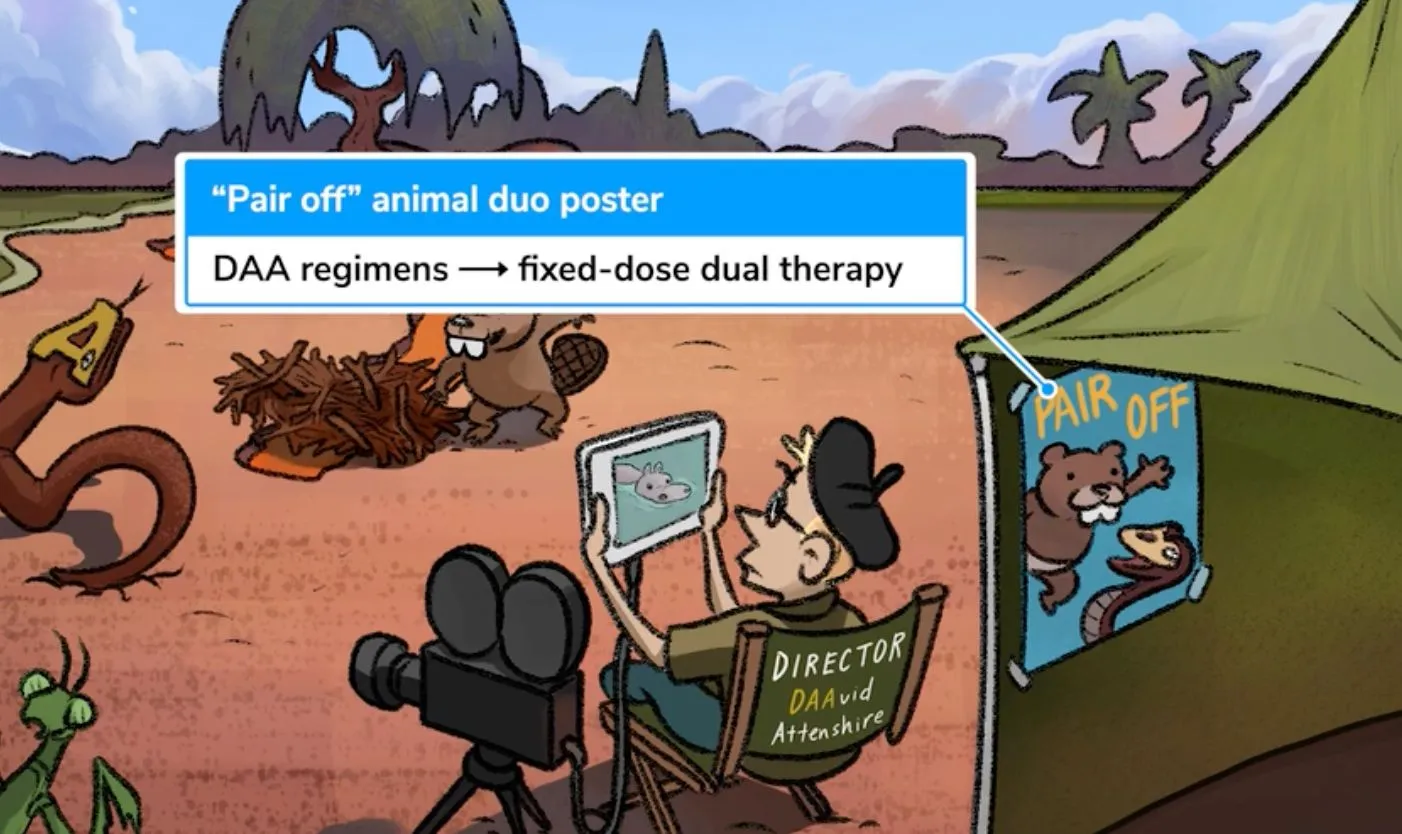 “Pair off” animal duo poster
DAA regimens → fixed-dose dual therapy
PAIR OFF
DIRECTOR
DAAvid
Attenshire